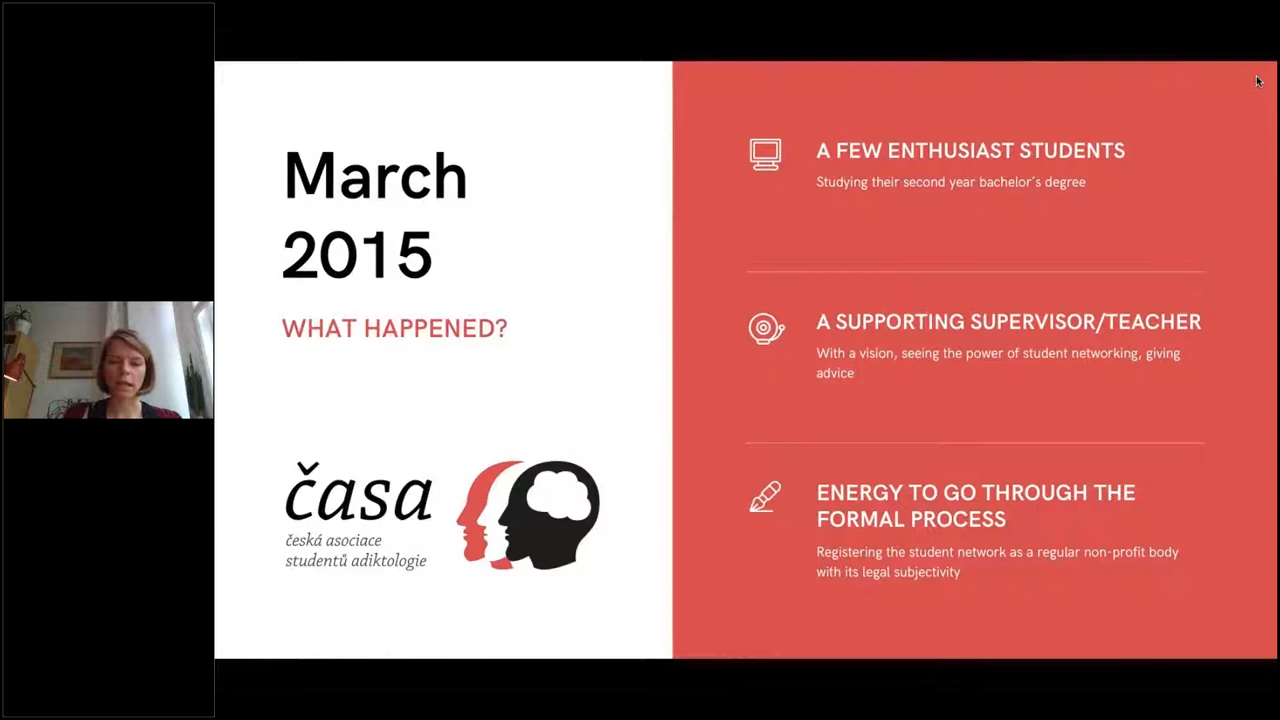 March
2015
WHAT HAPPENED?
časa
česká asociace
studentů adiktologie
A FEW ENTHUSIAST STUDENTS
Studying their second year bachelor´s degree
A SUPPORTING SUPERVISOR/TEACHER
With a vision, seeing the power of student networking, giving
advice
ENERGY TO GO THROUGH THE
FORMAL PROCESS
Registering the student network as a regular non-profit body
with its legal subjectivity